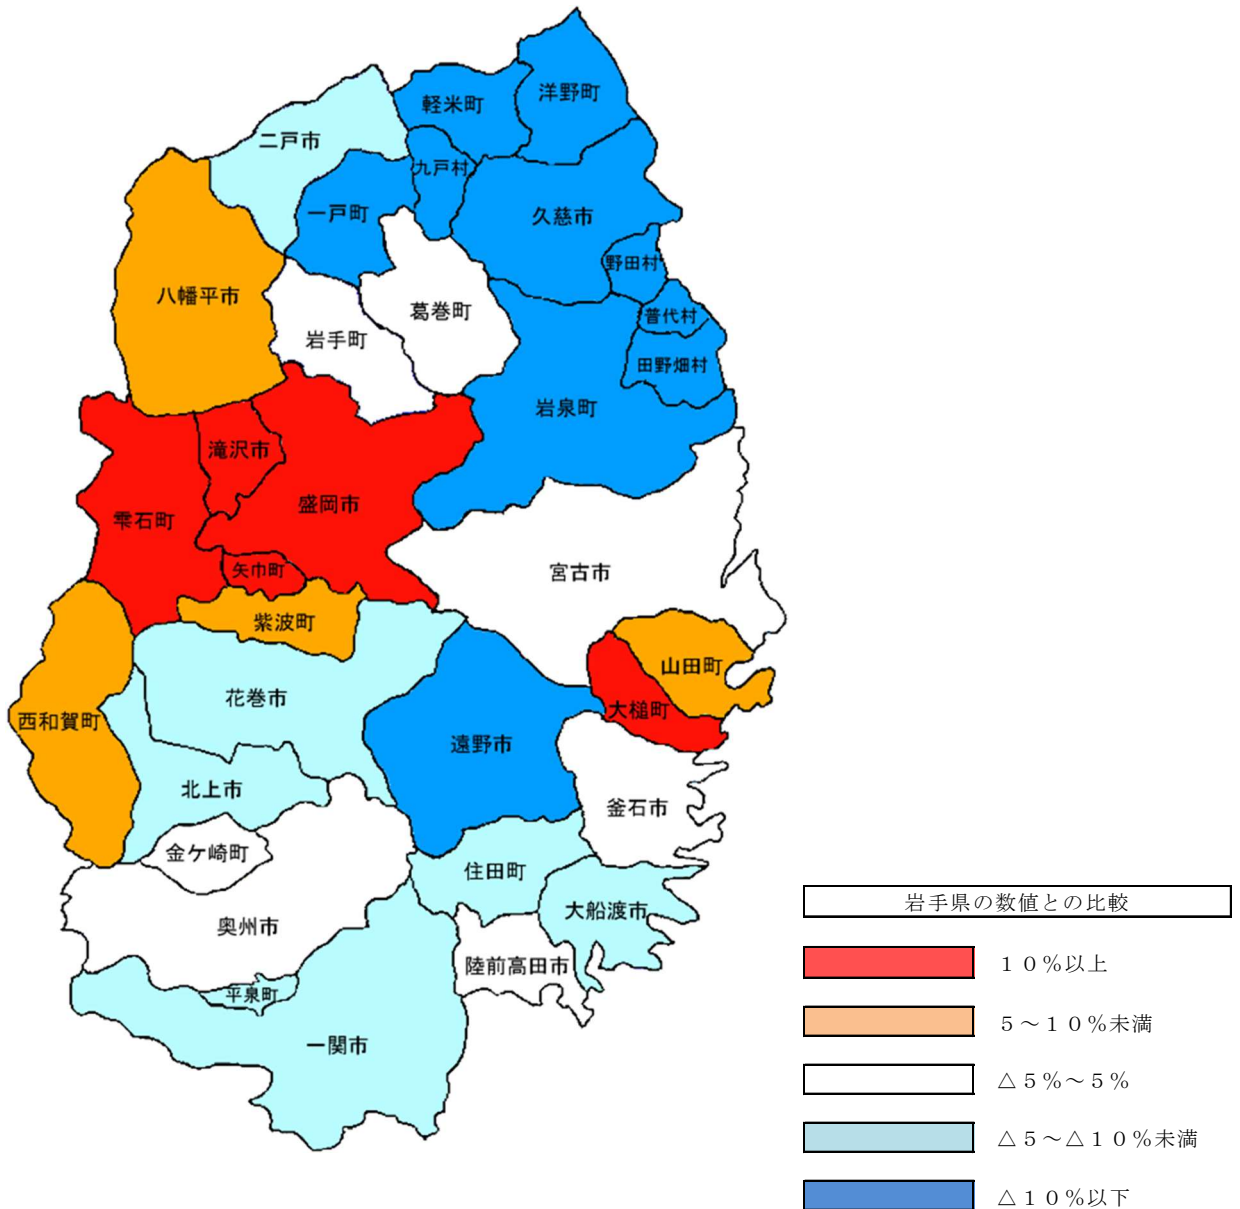 洋野町
軽米町
二戸市
九戸村
一戸町
久慈市
野田村
八幡平市
葛巻町
普代村
岩手町
田野畑村
岩泉町
滝沢市
盛岡市
雫石町
矢巾町
宮古市
紫波町
山田町
花巻市
大槌町
西和賀町
遠野市
北上市
釜石市
金ケ崎町
住田町
大船渡市
奥州市
陸前高田市
平泉町
一関市
岩手県の数値との比較
１０％以上
５～１０％未満
△５％～５％
△５～△１０％未満
△１０％以下